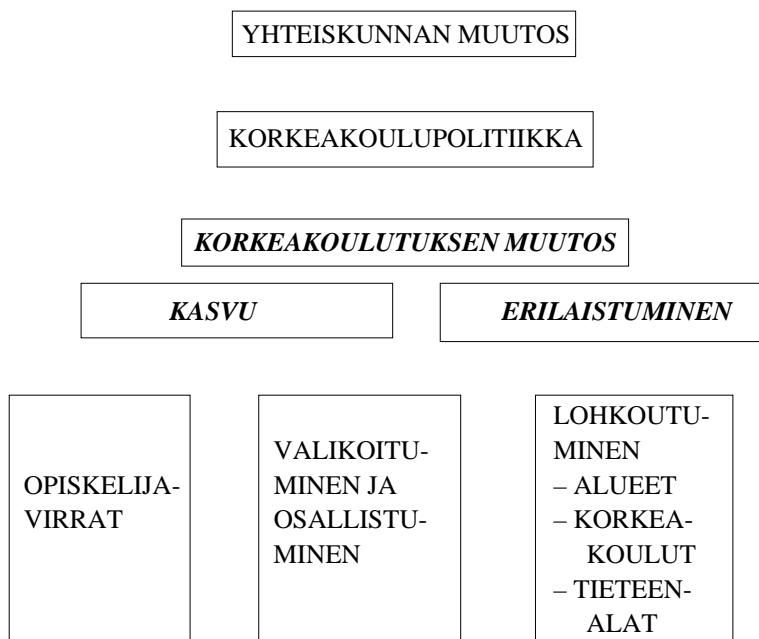 YHTEISKUNNAN MUUTOS
KORKEAKOULUPOLITIIKKA
KORKEAKOULUTUKSEN MUUTOS
KASVU
ERILAISTUMINEN
OPISKELIJA-
VIRRAT
VALIKOITU-
MINEN JA
OSALLISTU-
MINEN
LOHKOUTU-
MINEN
– ALUEET
– KORKEA-
KOULUT
– TIETEEN-
ALAT